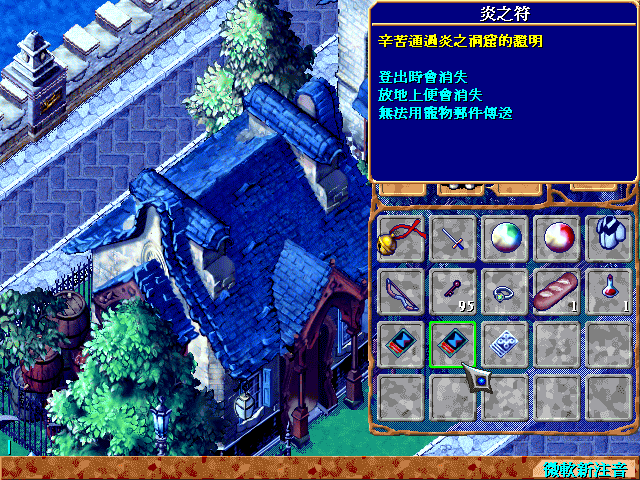 炎之符
辛苦通過炎之洞窟的證明
登出時會消失
放地上便會消失
無法用寵物郵件傳送
95
1
1
微軟新注音